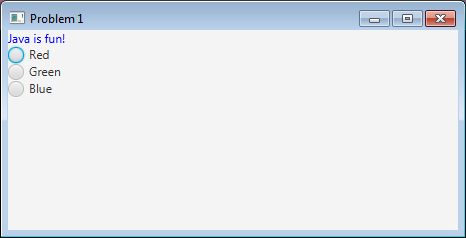 Problem 1
Java is fun!
Red
Green
Blue